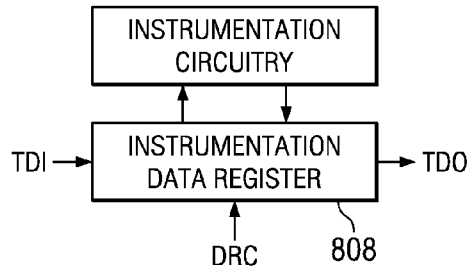 INSTRUMENTATION
CIRCUITRY
TDI
INSTRUMENTATION
DATA REGISTER
TDO
DRC
808